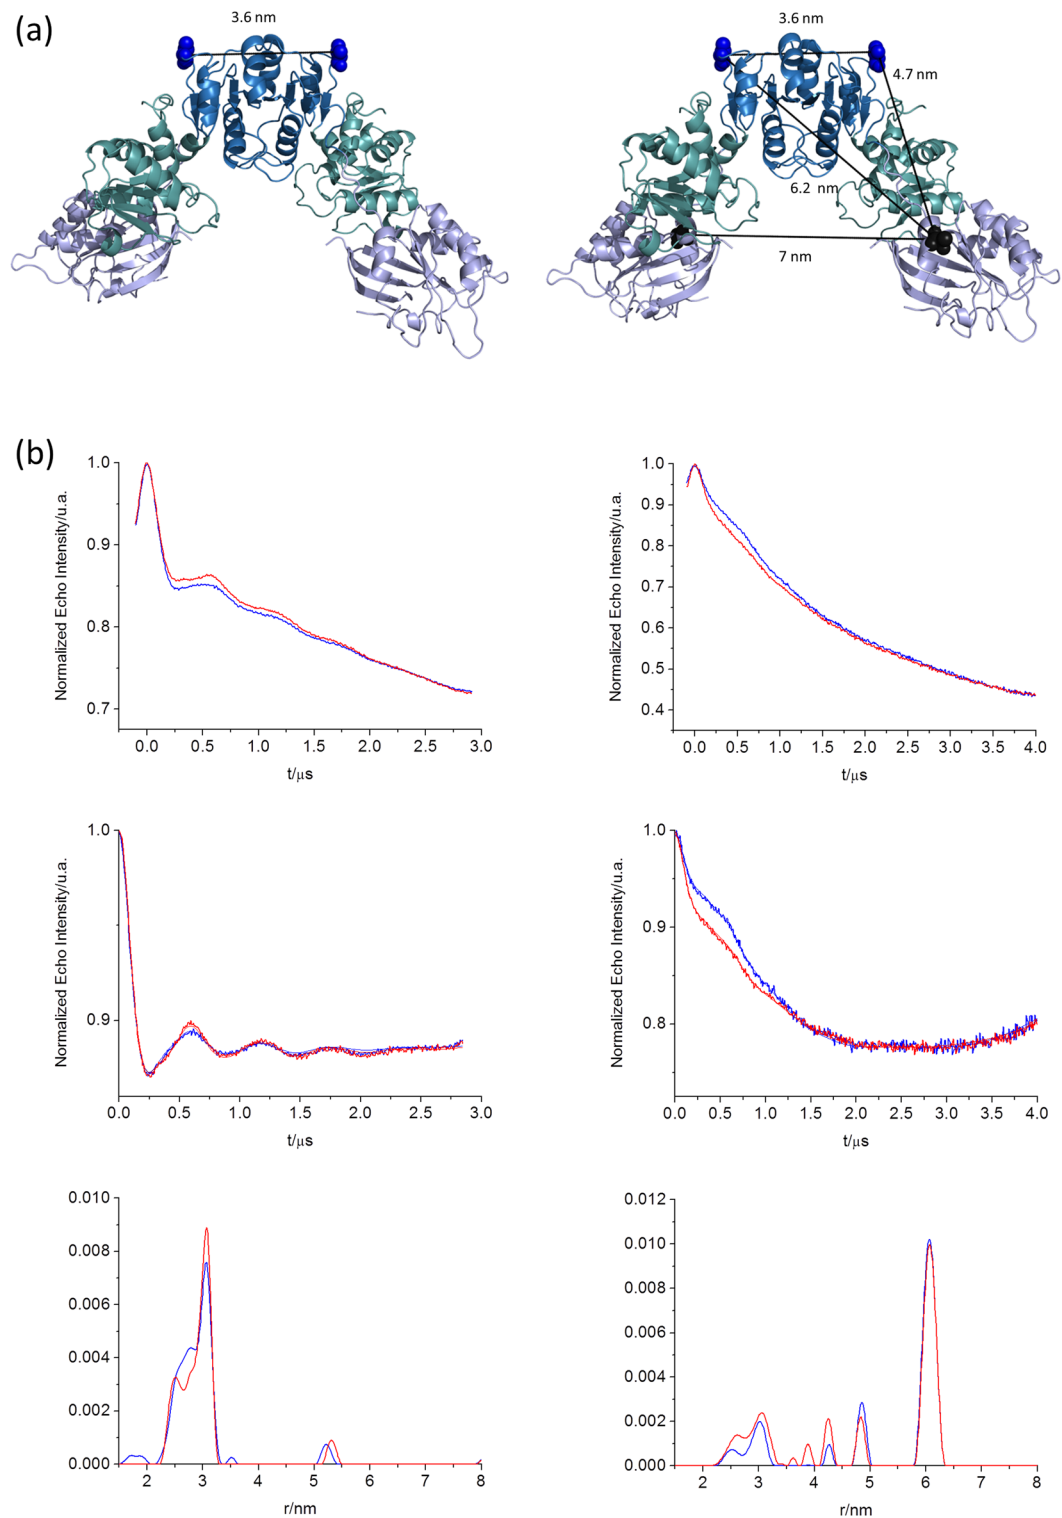 (a)
3.6 nm
3.6 nm
4.7 nm
6.2 nm
7 nm
(b)
Normalized Echo Intensity/u.a.
1.0
0.9
0.8
0.7
0.0 0.5 1.0 1.5 2.0 2.5 3.0
t/μs
Normalized Echo Intensity/u.a.
1.0
0.9
0.8
0.7
0.6
0.5
0.4
0.0 0.5 1.0 1.5 2.0 2.5 3.0 3.5 4.0
t/μs
Normalized Echo Intensity/u.a.
1.0
0.9
0.0 0.5 1.0 1.5 2.0 2.5 3.0
t/μs
Normalized Echo Intensity/u.a.
1.0
0.9
0.8
0.0 0.5 1.0 1.5 2.0 2.5 3.0 3.5 4.0
t/μs
0.010
0.008
0.006
0.004
0.002
0.000
2 3 4 5 6 7 8
r/nm
0.012
0.010
0.008
0.006
0.004
0.002
0.000
2 3 4 5 6 7 8
r/nm